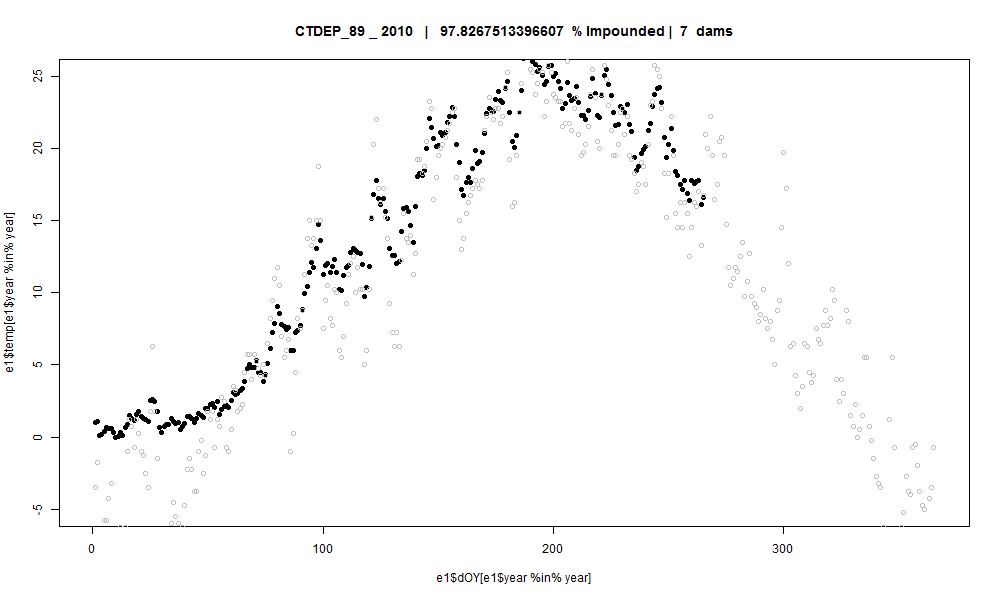 CTDEP_89 _ 2010 | 97.8267513396607 % Impounded | 7 dams
e1$temp[e1$year %in% year]
25
20
15
10
5
0
-5
0 100 200 300
e1$dOY[e1$year %in% year]